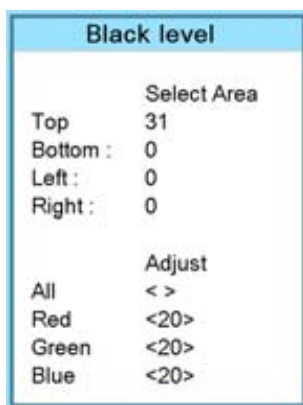 Black level
Select Area
Top 31
Bottom : 0
Left : 0
Right : 0
Adjust
All < >
Red <20>
Green <20>
Blue <20>